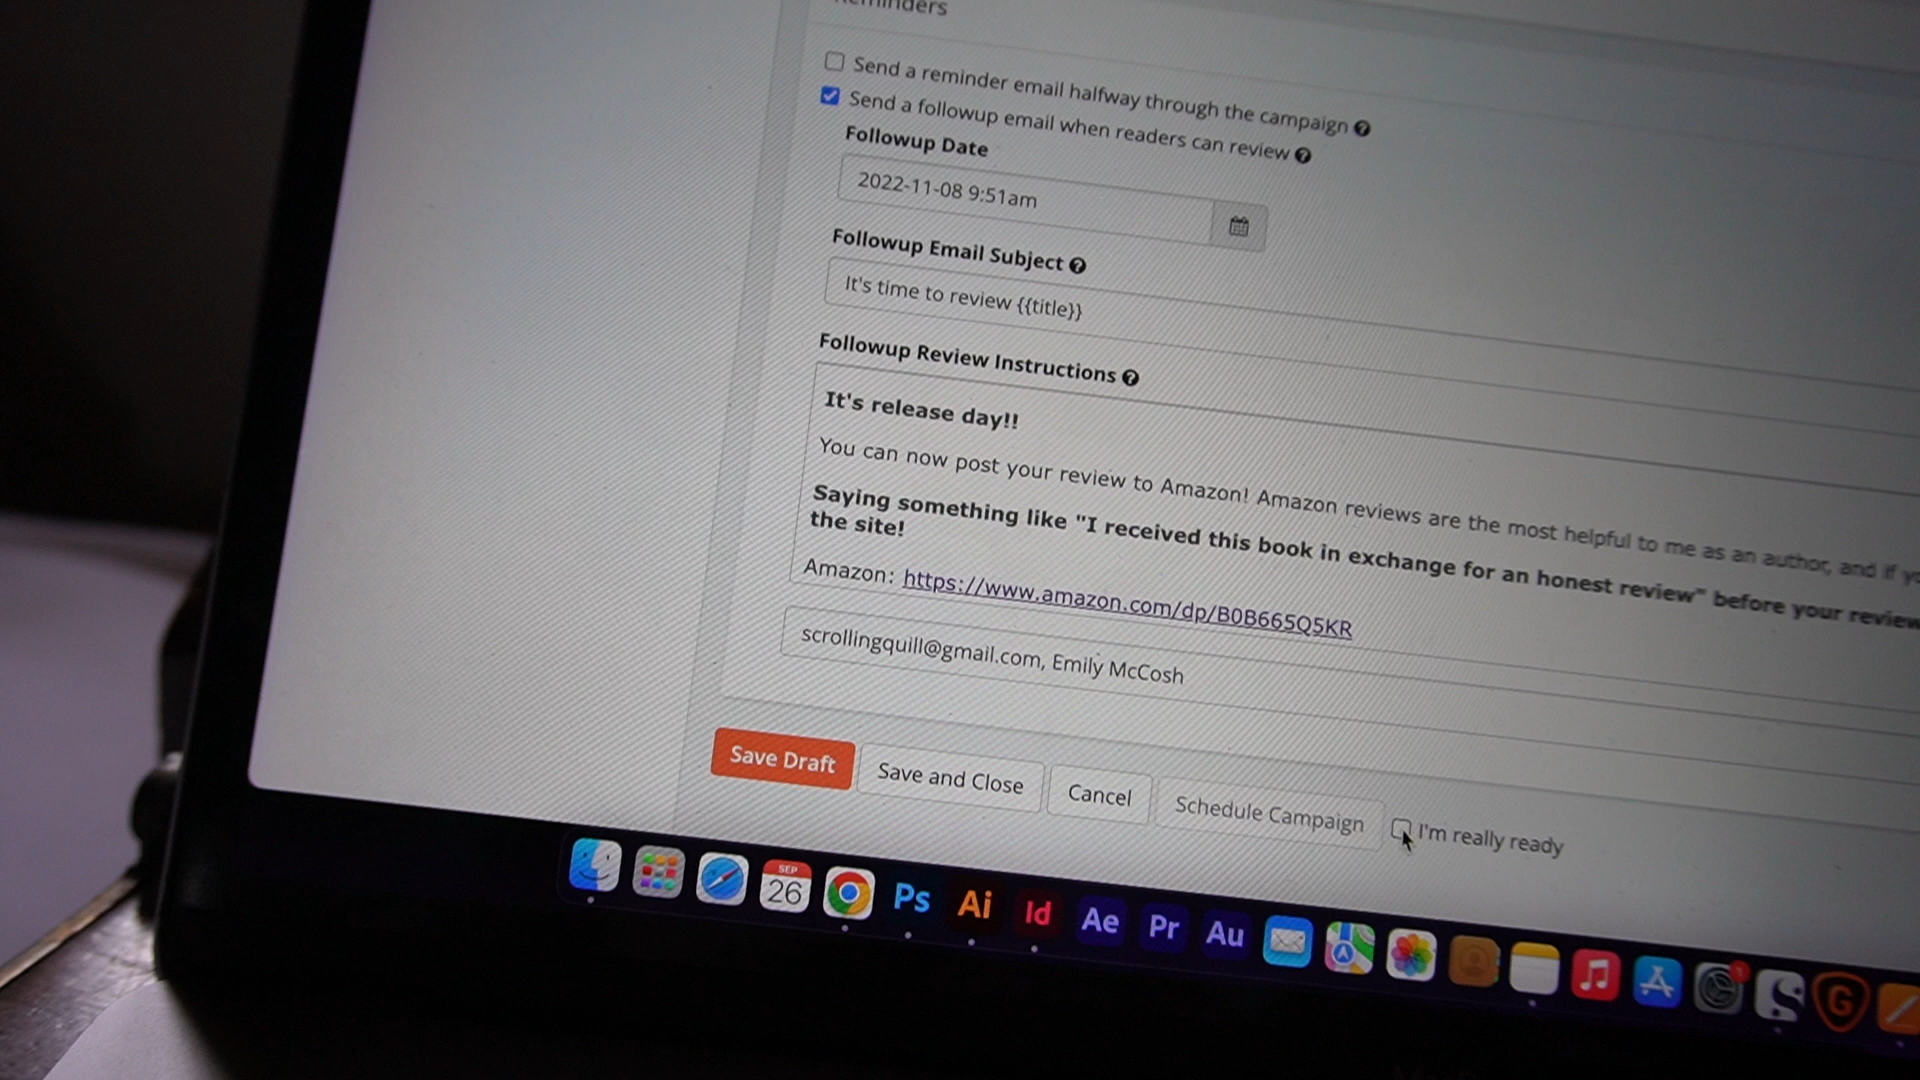 Reminders
Send a reminder email halfway through the campaign
Send a followup email when readers can review
Followup Date
2022-11-08 9:51am
Followup Email Subject
It's time to review {{title}}
Followup Review Instructions
It's release day!!
You can now post your review to Amazon! Amazon reviews are the most helpful to me as an author, and if
Saying something like "I received this book in exchange for an honest review" before your review
the site!
Amazon: https://www.amazon.com/dp/B0B665Q5KR
scrollingquill@gmail.com, Emily McCosh
Save Draft
Save and Close
Cancel
Schedule Campaign
I'm really ready
SEP
26
Ps
Ai
Id
Ae
Pr
Au
1
S
G